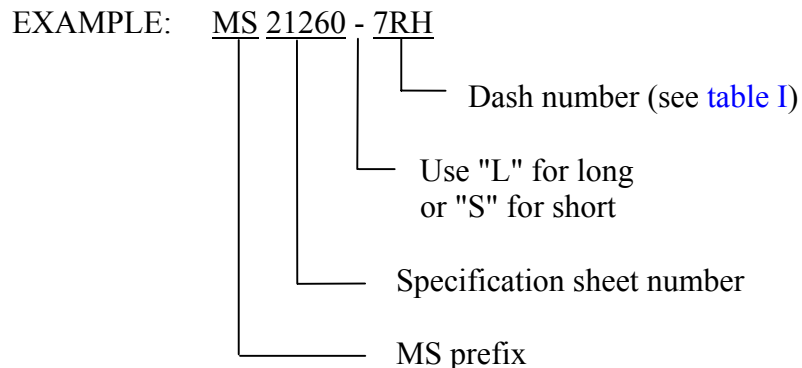 EXAMPLE: MS 21260 - 7RH
Dash number (see table I)
Use "L" for long
or "S" for short
Specification sheet number
MS prefix